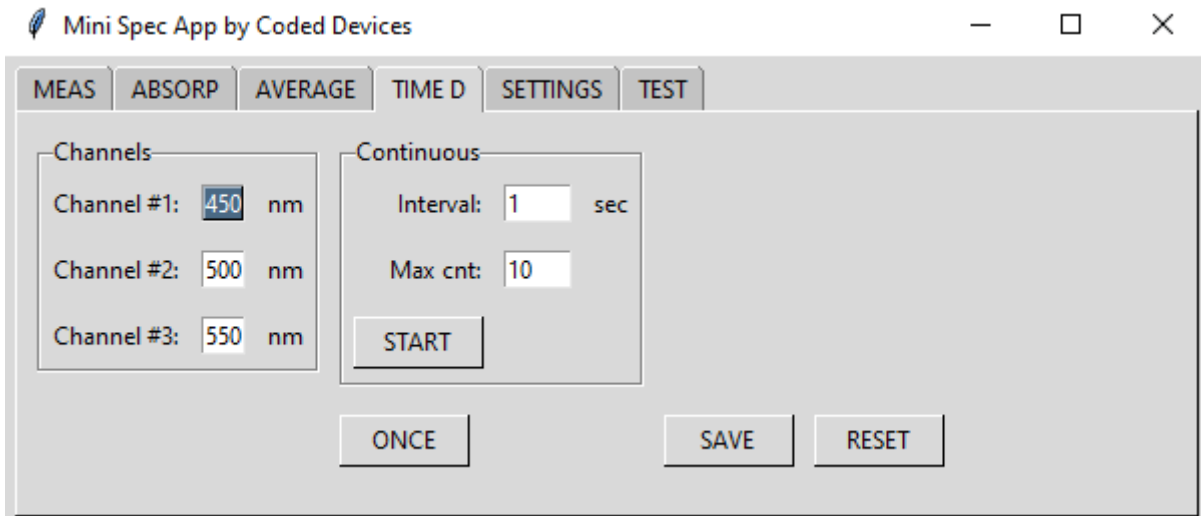 Mini Spec App by Coded Devices
MEAS ABSORP AVERAGE TIME D SETTINGS TEST
Channels
Channel #1: 450 nm
Channel #2: 500 nm
Channel #3: 550 nm
Continuous
Interval: 1 sec
Max cnt: 10
START
ONCE SAVE RESET